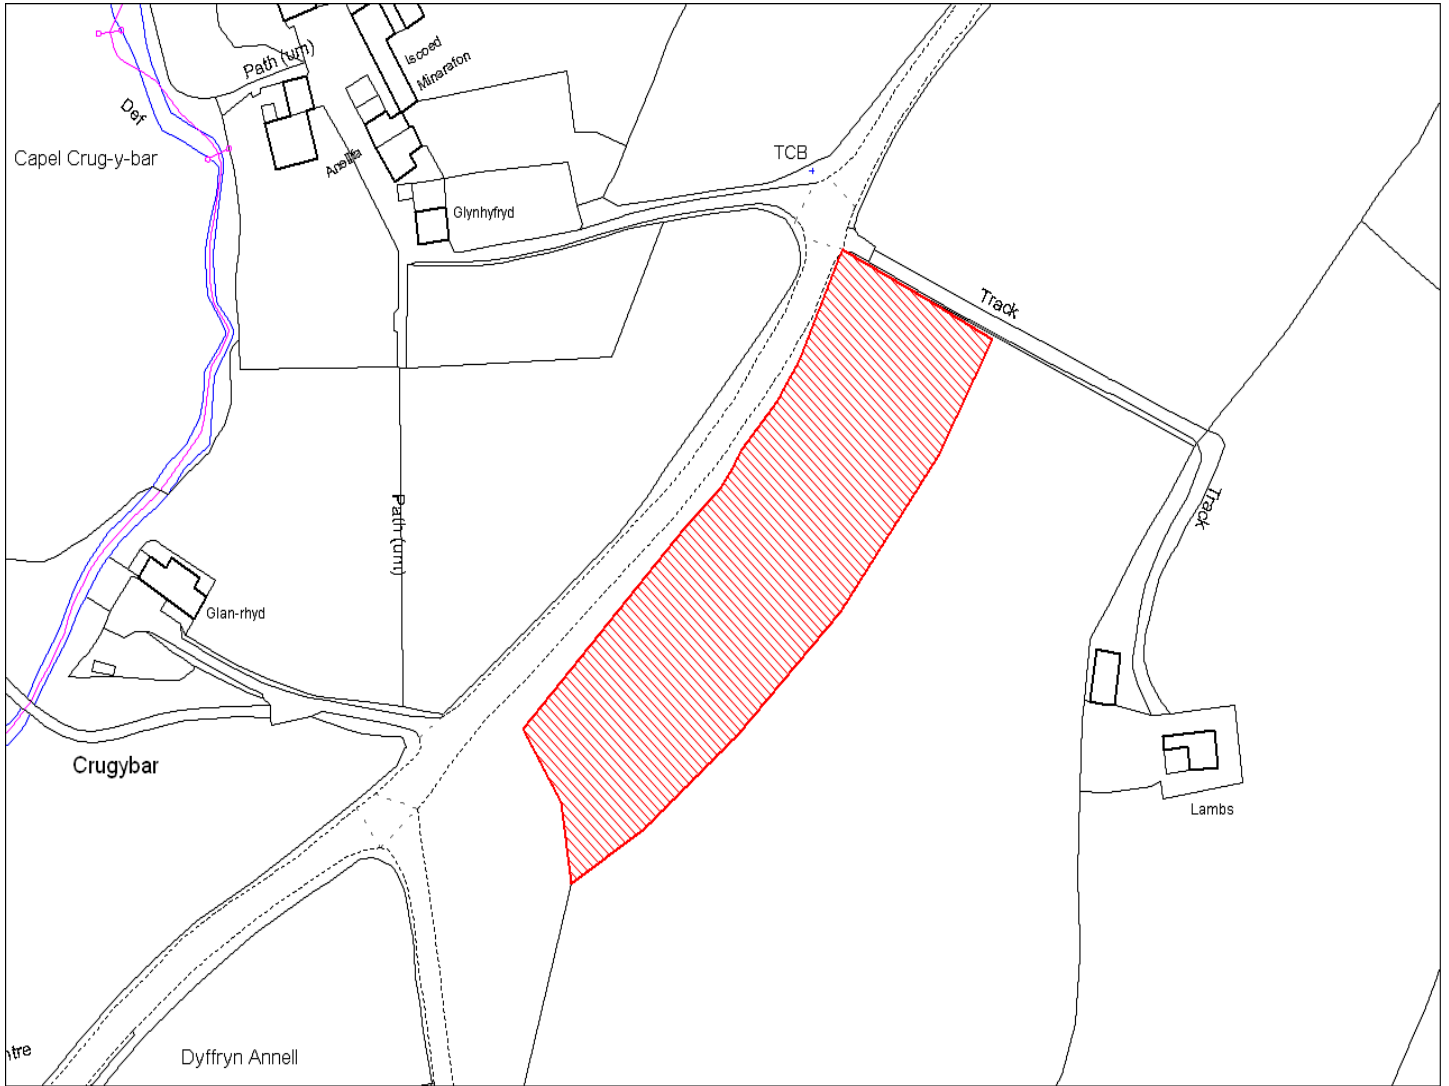 Iscoed
Minarafon
Path (um)
Def
Capel Crug-y-bar
TCB
Glynhyfryd
Track
Track
Path (um)
Glan-rhyd
Crugybar
Lambs
Dyffryn Annell